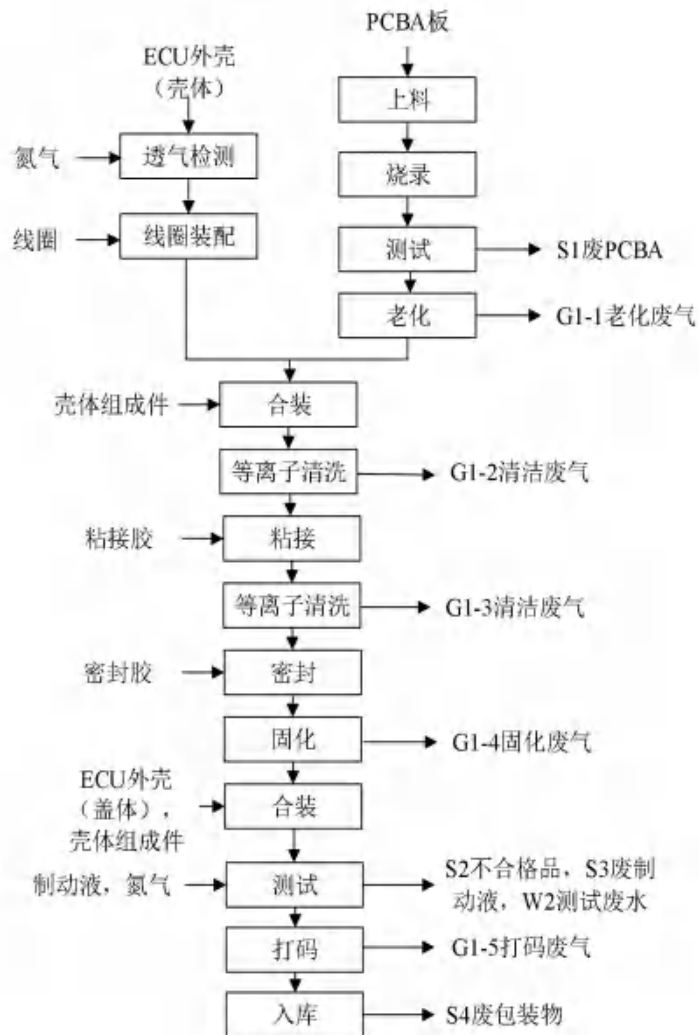 PCBA板
ECU外壳
（壳体）
上料
氮气
透气检测
烧录
线圈
线圈装配
测试
S1废PCBA
老化
G1-1老化废气
壳体组成件
合装
等离子清洗
G1-2清洁废气
粘接胶
粘接
等离子清洗
G1-3清洁废气
密封胶
密封
固化
G1-4固化废气
ECU外壳
（盖体），
壳体组成件
合装
制动液，氮气
测试
S2不合格品，S3废制
动液，W2测试废水
打码
G1-5打码废气
入库
S4废包装物